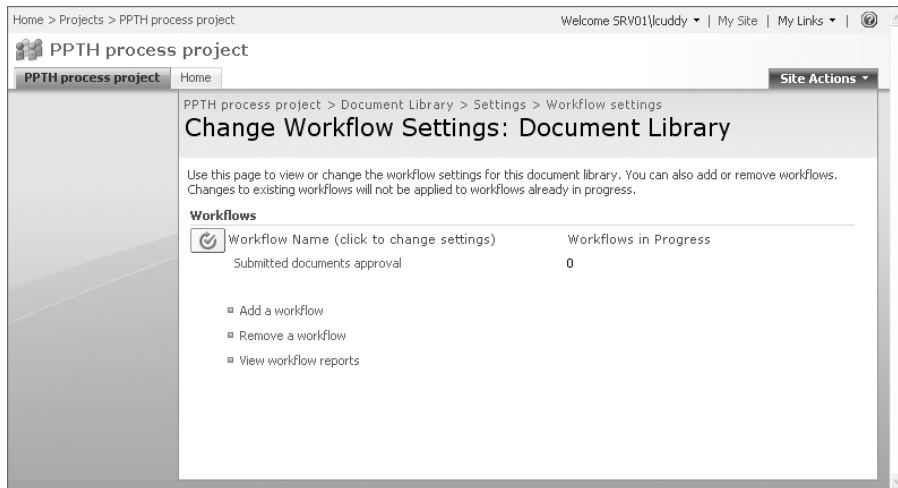 Home > Projects > PPTH process project
Welcome SRV01\lcuddy | My Site | My Links |
PPTH process project
PPTH process project Home Site Actions
PPTH process project > Document Library > Settings > Workflow settings
Change Workflow Settings: Document Library
Use this page to view or change the workflow settings for this document library. You can also add or remove workflows.
Changes to existing workflows will not be applied to workflows already in progress.
Workflows
Workflow Name (click to change settings) Workflows in Progress
Submitted documents approval 0
Add a workflow
Remove a workflow
View workflow reports